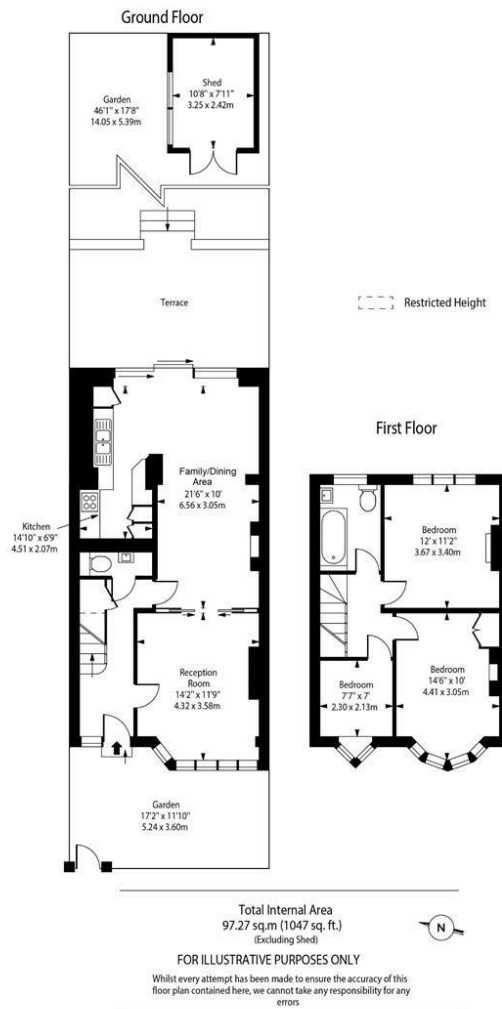 Ground Floor
Shed
10'8" x 7'11"
3.25 x 2.42m
Garden
46'1" x 17'8"
14.05 x 5.39m
Terrace
Restricted Height
First Floor
Family/Dining
Area
21'6" x 10'
6.56 x 3.05m
Kitchen
14'10" x 6'9"
4.51 x 2.07m
Bedroom
12' x 11'2"
3.67 x 3.40m
Reception
Room
14'2" x 11'9"
4.32 x 3.58m
Bedroom
14'6" x 10'
4.41 x 3.05m
Bedroom
7'7" x 7'
2.30 x 2.13m
Garden
17'2" x 11'10"
5.24 x 3.60m
Total Internal Area
97.27 sq.m (1047 sq. ft.)
(Excluding Shed)
N
FOR ILLUSTRATIVE PURPOSES ONLY
Whilst every attempt has been made to ensure the accuracy of this
floor plan contained here, we cannot take any responsibility for any
errors